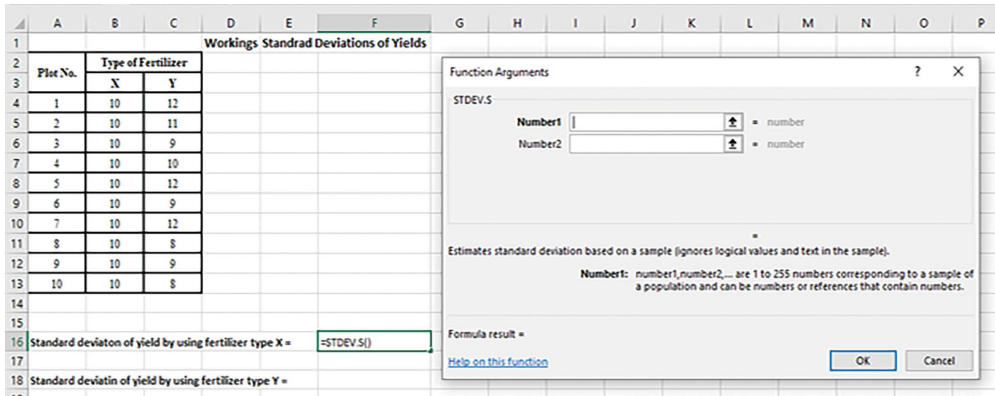 A B C D E F G H I J K L M N O P
1 Workings Standrad Deviations of Yields
2 Plot No. Type of Fertilizer
3 X Y
4 1 10 12
5 2 10 11
6 3 10 9
7 4 10 10
8 5 10 12
9 6 10 9
10 7 10 12
11 8 10 8
12 9 10 9
13 10 10 8
14
15
16 Standard deviaton of yield by using fertilizer type X = =STDEV.S()
17
18 Standard deviatin of yield by using fertilizer type Y =
Function Arguments ? ×
STDEV.S
Number1 = number
Number2 = number
=
Estimates standard deviation based on a sample (ignores logical values and text in the sample).
Number1: number1,number2,... are 1 to 255 numbers corresponding to a sample of
a population and can be numbers or references that contain numbers.
Formula result =
Help on this function OK Cancel